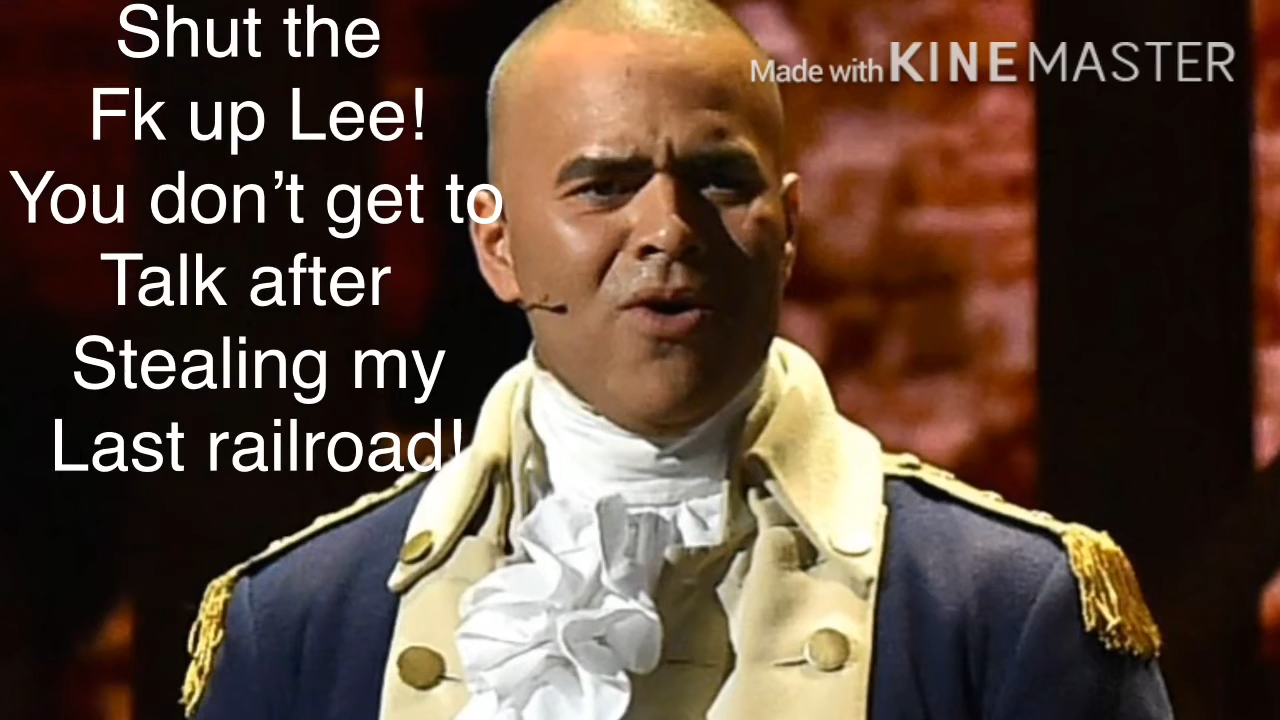 Shut the
Fk up Lee!
You don’t get to
Talk after
Stealing my
Last railroad!
Made with KINEMASTER